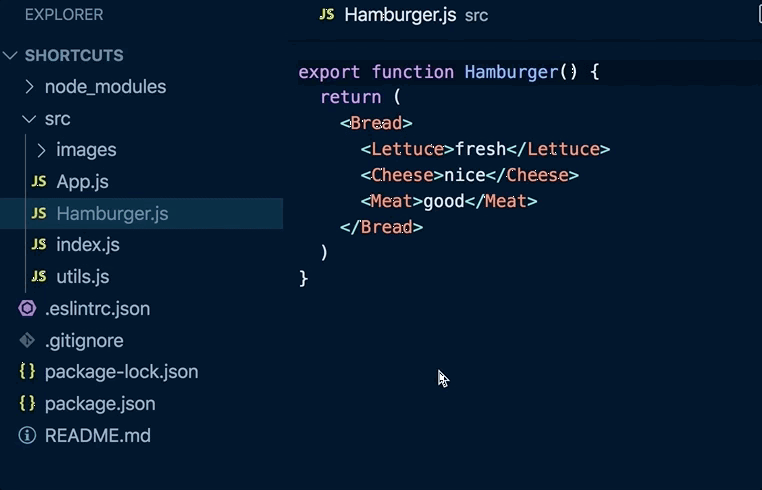 EXPLORER
SHORTCUTS
node_modules
src
images
JS App.js
JS Hamburger.js
JS index.js
JS utils.js
.eslintrc.json
.gitignore
{} package-lock.json
{} package.json
README.md
JS Hamburger.js src
export function Hamburger() {
return (
<Bread>
<Lettuce>fresh</Lettuce>
<Cheese>nice</Cheese>
<Meat>good</Meat>
</Bread>
)
}